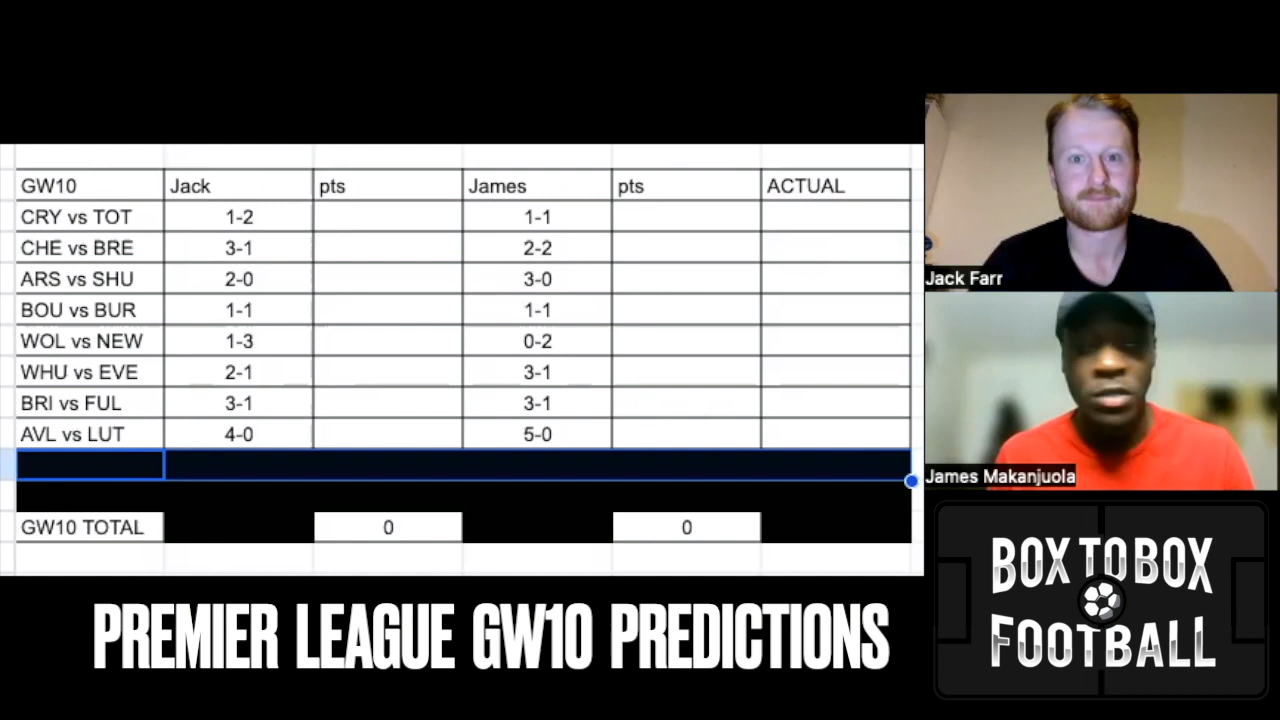 GW10 Jack pts James pts ACTUAL
CRY vs TOT 1-2 1-1
CHE vs BRE 3-1 2-2
ARS vs SHU 2-0 3-0
BOU vs BUR 1-1 1-1
WOL vs NEW 1-3 0-2
WHU vs EVE 2-1 3-1
BRI vs FUL 3-1 3-1
AVL vs LUT 4-0 5-0
GW10 TOTAL 0 0
PREMIER LEAGUE GW10 PREDICTIONS
Jack Farr
James Makanjuola
BOX TO BOX
FOOTBALL